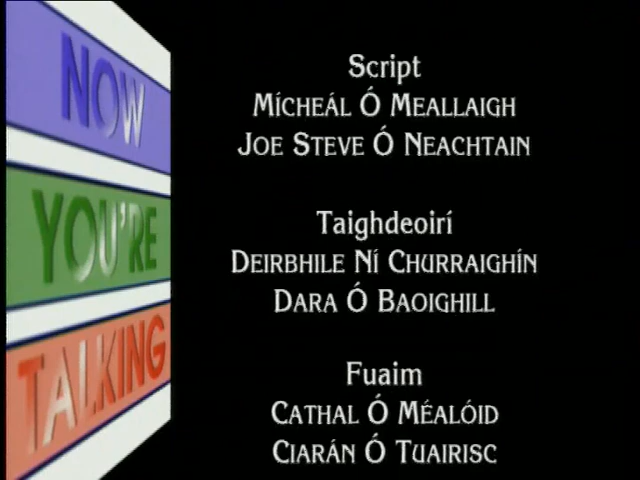 NOW
YOU'RE
TALKING
Script
MÍCHEÁL Ó MEALLAIGH
JOE STEVE Ó NEACHTAIN
Taighdeoirí
DEIRBHILE NÍ CHURRAIGHÍN
DARA Ó BAOIGHILL
Fuaim
CATHAL Ó MÉALÓID
CIARÁN Ó TUAIRISC